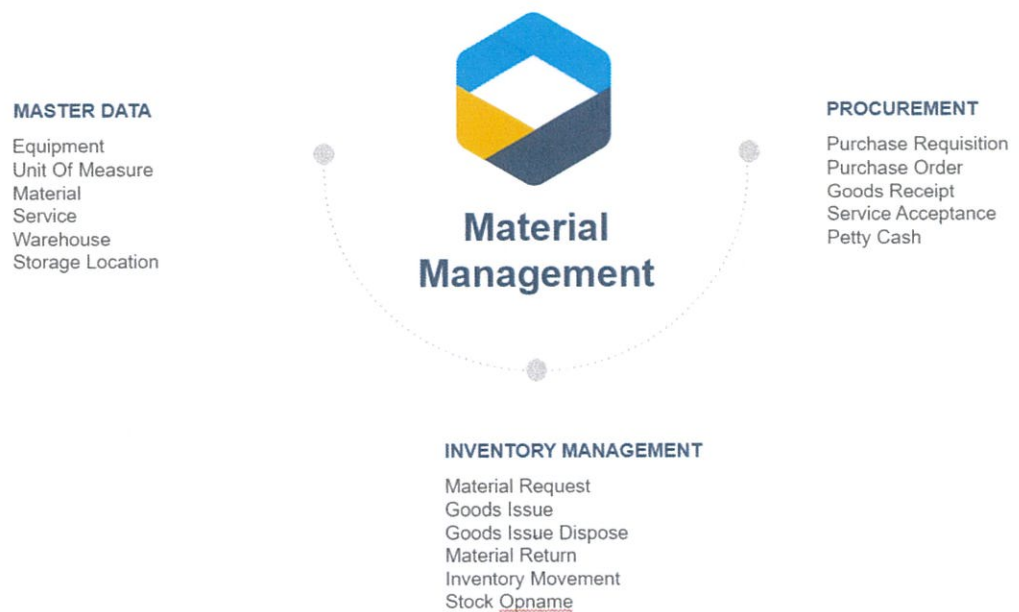 MASTER DATA
Equipment
Unit Of Measure
Material
Service
Warehouse
Storage Location
Material
Management
PROCUREMENT
Purchase Requisition
Purchase Order
Goods Receipt
Service Acceptance
Petty Cash
INVENTORY MANAGEMENT
Material Request
Goods Issue
Goods Issue Dispose
Material Return
Inventory Movement
Stock Opname